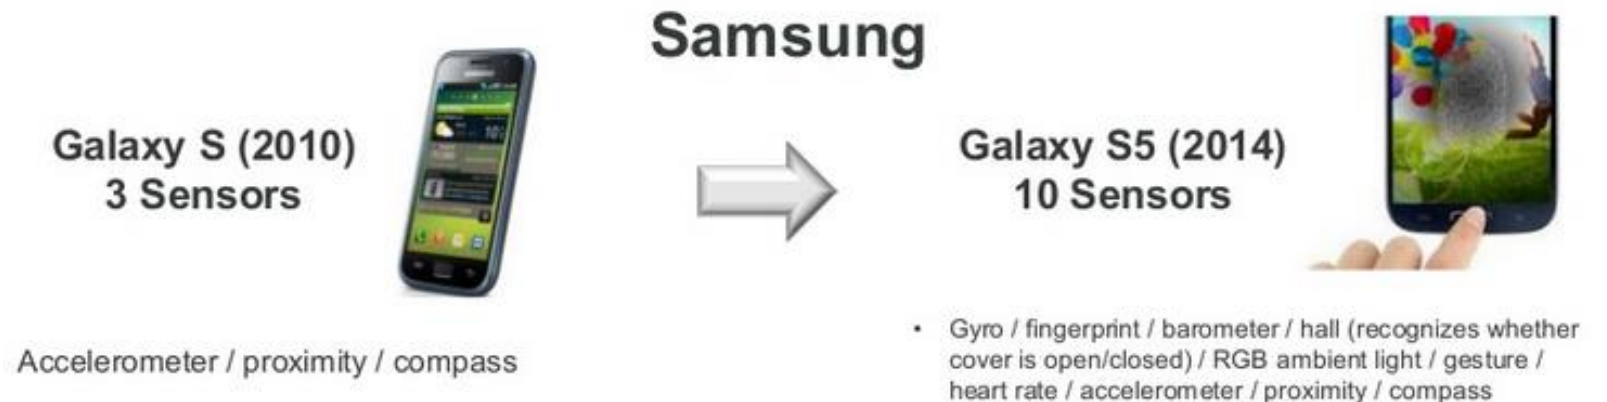 Samsung
Galaxy S (2010)
3 Sensors
Accelerometer / proximity / compass
Galaxy S5 (2014)
10 Sensors
• Gyro / fingerprint / barometer / hall (recognizes whether
cover is open/closed) / RGB ambient light / gesture /
heart rate / accelerometer / proximity / compass